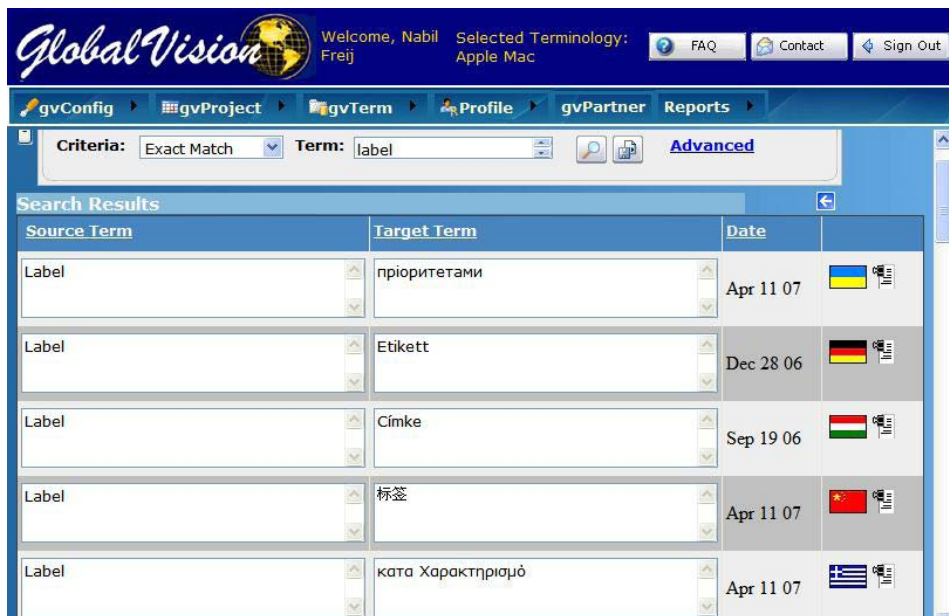 GlobalVision
Welcome, Nabil Freij
Selected Terminology: Apple Mac
FAQ
Contact
Sign Out
gvConfig gvProject gvTerm Profile gvPartner Reports
Criteria: Exact Match Term: label Advanced
Search Results
Source Term Target Term Date
Label пріоритетами Apr 11 07
Label Etikett Dec 28 06
Label Címke Sep 19 06
Label 标签 Apr 11 07
Label κατα Χαρακτηρισμό Apr 11 07